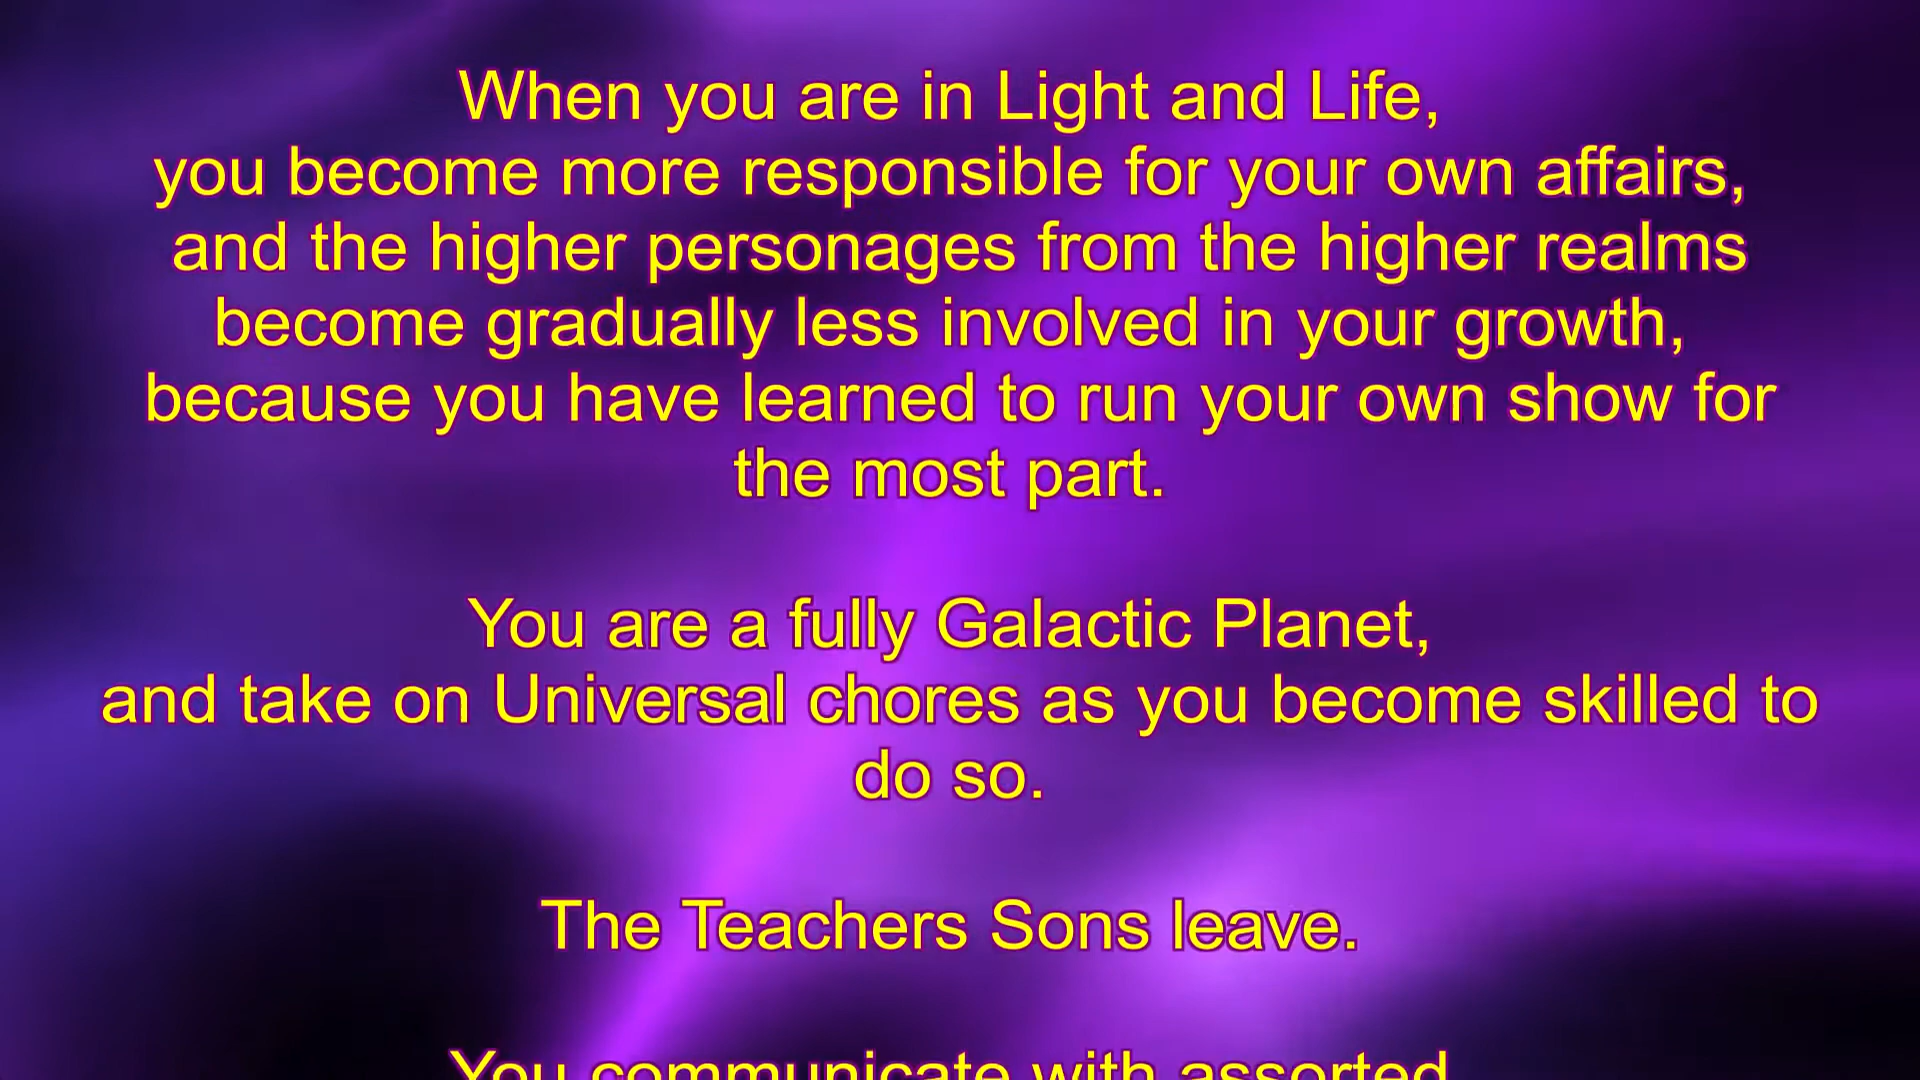 When you are in Light and Life,
you become more responsible for your own affairs,
and the higher personages from the higher realms
become gradually less involved in your growth,
because you have learned to run your own show for
the most part.
You are a fully Galactic Planet,
and take on Universal chores as you become skilled to
do so.
The Teachers Sons leave.
You communicate with assorted